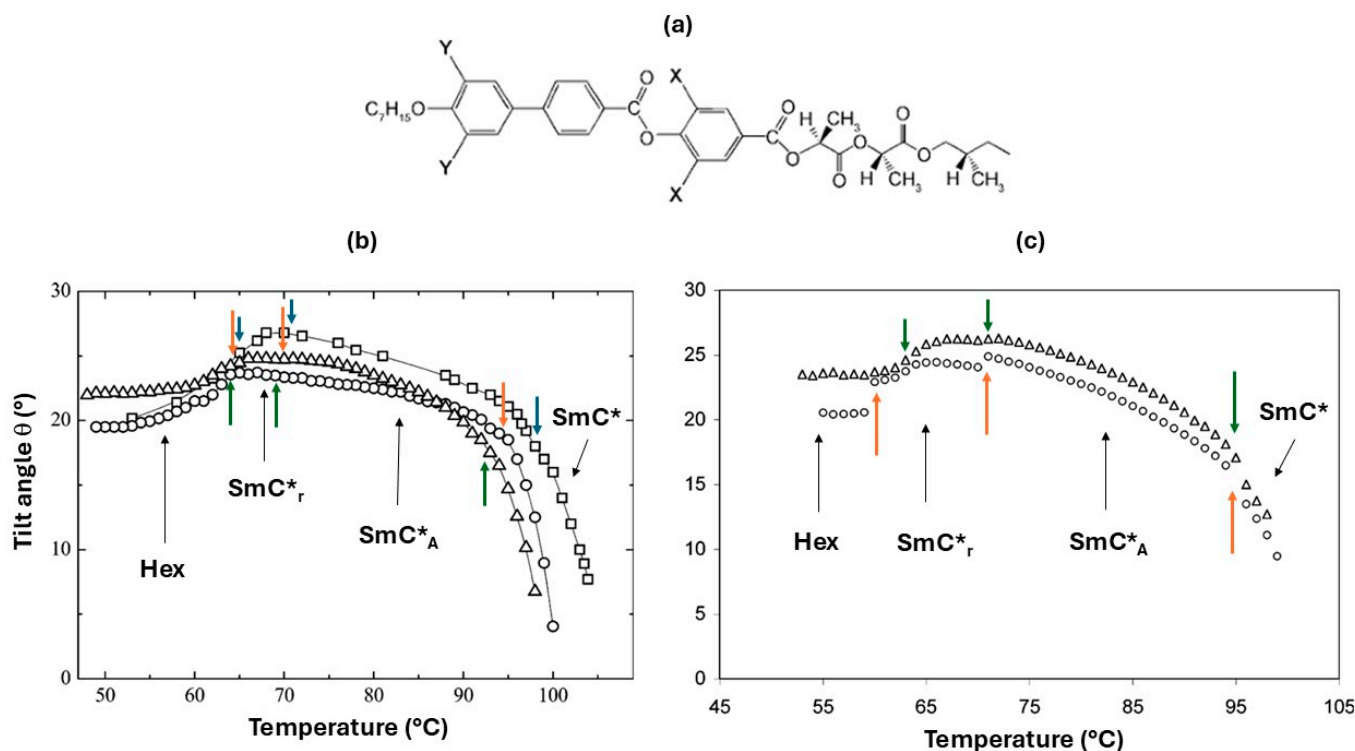 (a)
Y
Y
C₇H₁₅O
O
O
X
X
O
O
H
CH₃
O
O
H
CH₃
O
O
H
CH₃
(b)
(c)
Tilt angle θ (°)
30
20
10
0
50
60
70
80
90
100
Temperature (°C)
Hex
SmC*r
SmC*A
SmC*
30
25
20
15
10
5
0
45
55
65
75
85
95
105
Temperature (°C)
Hex
SmC*r
SmC*A
SmC*